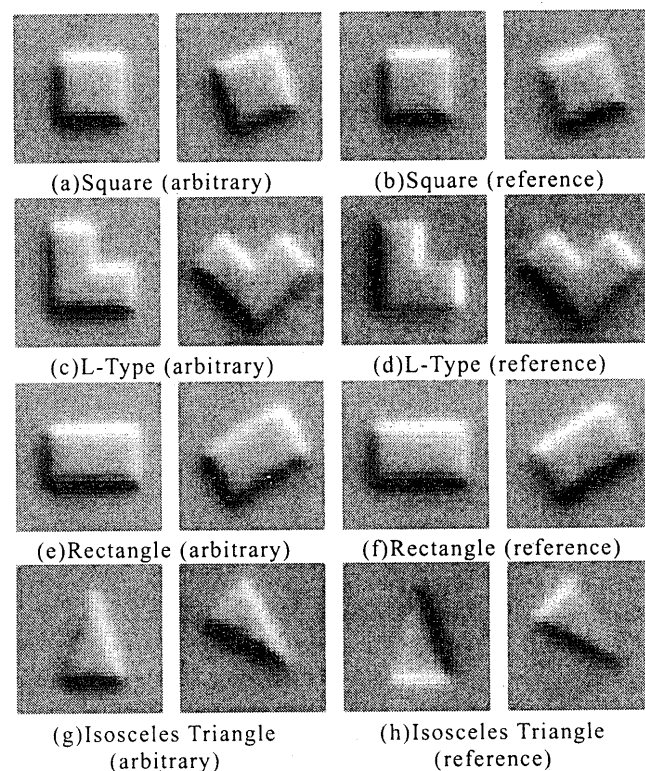 (a)Square (arbitrary)
(b)Square (reference)
(c)L-Type (arbitrary)
(d)L-Type (reference)
(e)Rectangle (arbitrary)
(f)Rectangle (reference)
(g)Isosceles Triangle
(arbitrary)
(h)Isosceles Triangle
(reference)